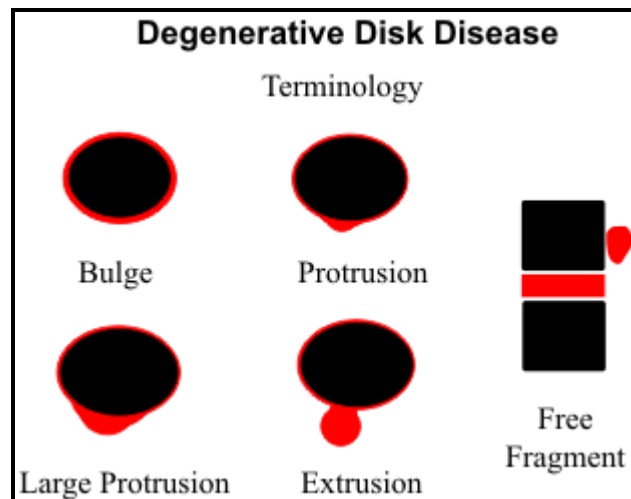 Degenerative Disk Disease
Terminology
Bulge
Protrusion
Large Protrusion
Extrusion
Free
Fragment